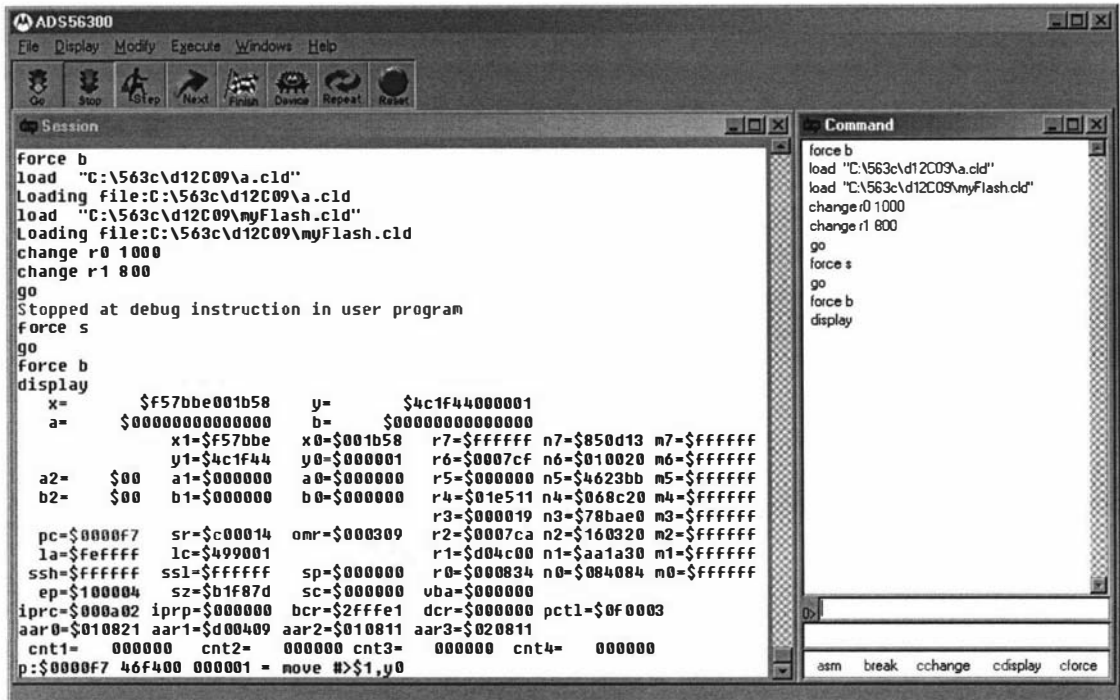 ADS56300
File Display Modify Execute Windows Help
Go Stop Step Next Finish Device Repeat Reset
Session
force b
load "C:\563c\d12C09\a.cld"
Loading file:C:\563c\d12C09\a.cld
load "C:\563c\d12C09\myFlash.cld"
Loading file:C:\563c\d12C09\myFlash.cld
change r0 1000
change r1 800
go
Stopped at debug instruction in user program
force s
go
force b
display
x= $f57bbe001b58 y= $4c1f44000001
a= $00000000000000 b= $00000000000000
x1=$f57bbe x0=$001b58 r7=$ffffff n7=$850d13 m7=$ffffff
y1=$4c1f44 y0=$000001 r6=$0007cf n6=$010020 m6=$ffffff
a2= $00 a1=$000000 a0=$000000 r5=$000000 n5=$4623bb m5=$ffffff
b2= $00 b1=$000000 b0=$000000 r4=$01e511 n4=$068c20 m4=$ffffff
r3=$000019 n3=$78bae0 m3=$ffffff
pc=$0000f7 sr=$c00014 omr=$000309 r2=$0007ca n2=$160320 m2=$ffffff
la=$feffff lc=$499001 r1=$d04c00 n1=$aa1a30 m1=$ffffff
ssh=$ffffff ssl=$ffffff sp=$000000 r0=$000834 n0=$084084 m0=$ffffff
ep=$100004 sz=$b1f87d sc=$000000 vba=$000000
iprc=$000a02 iprp=$000000 bcr=$2fffe1 dcr=$000000 pctl=$0f0003
aar0=$010821 aar1=$d00409 aar2=$010811 aar3=$020811
cnt1= 000000 cnt2= 000000 cnt3= 000000 cnt4= 000000
p:$0000f7 46f400 000001 = move #>$1,y0
Command
force b
load "C:\563c\d12C09\a.cld"
load "C:\563c\d12C09\myFlash.cld"
change r0 1000
change r1 800
go
force s
go
force b
display
0>
asm break cchange cdisplay cforce